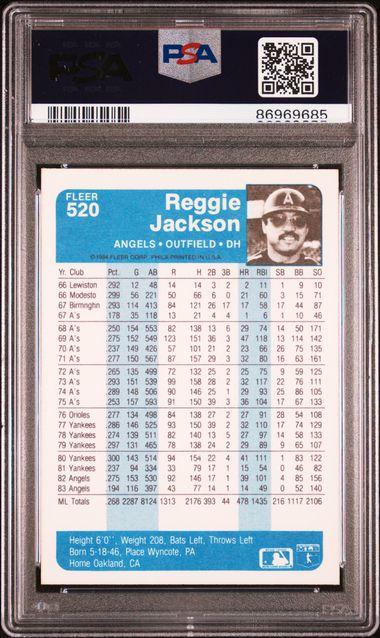 PSA
PSA
86969685
FLEER
520
Reggie
Jackson
ANGELS • OUTFIELD • DH
© 1984 FLEER CORP. PHILA PRINTED IN U.S.A.
Yr. Club Pct. G AB R H 2B 3B HR RBI SB BB SO
66 Lewiston .292 12 48 14 14 3 2 2 11 1 9 10
66 Modesto .299 56 221 50 66 6 0 21 60 3 15 71
67 Birmnghm .293 114 413 84 121 26 17 17 58 17 44 87
67 A's .178 35 118 13 21 4 4 1 6 1 10 46
68 A's .250 154 553 82 138 13 6 29 74 14 50 171
69 A's .275 152 549 123 151 36 3 47 118 13 114 142
70 A's .237 149 426 57 101 21 2 23 66 26 75 135
71 A's .277 150 567 87 157 29 3 32 80 16 63 161
72 A's .265 135 499 72 132 25 2 25 75 9 59 125
73 A's .293 151 539 99 158 28 2 32 117 22 76 111
74 A's .289 148 506 90 146 25 1 29 93 25 86 105
75 A's .253 157 593 91 150 39 3 36 104 17 67 133
76 Orioles .277 134 498 84 138 27 2 27 91 28 54 108
77 Yankees .286 146 525 93 150 39 2 32 110 17 74 129
78 Yankees .274 139 511 82 140 13 5 27 97 14 58 133
79 Yankees .297 131 465 78 138 24 2 29 89 9 65 107
80 Yankees .300 143 514 94 154 22 4 41 111 1 83 122
81 Yankees .237 94 334 33 79 17 1 15 54 0 46 82
82 Angels .275 153 530 92 146 17 1 39 101 4 85 156
83 Angels .194 116 397 43 77 14 1 14 49 0 52 140
ML Totals .268 2287 8124 1313 2176 393 44 478 1435 216 1117 2106
Height 6'0'', Weight 208, Bats Left, Throws Left
Born 5-18-46, Place Wyncote, PA
Home Oakland, CA